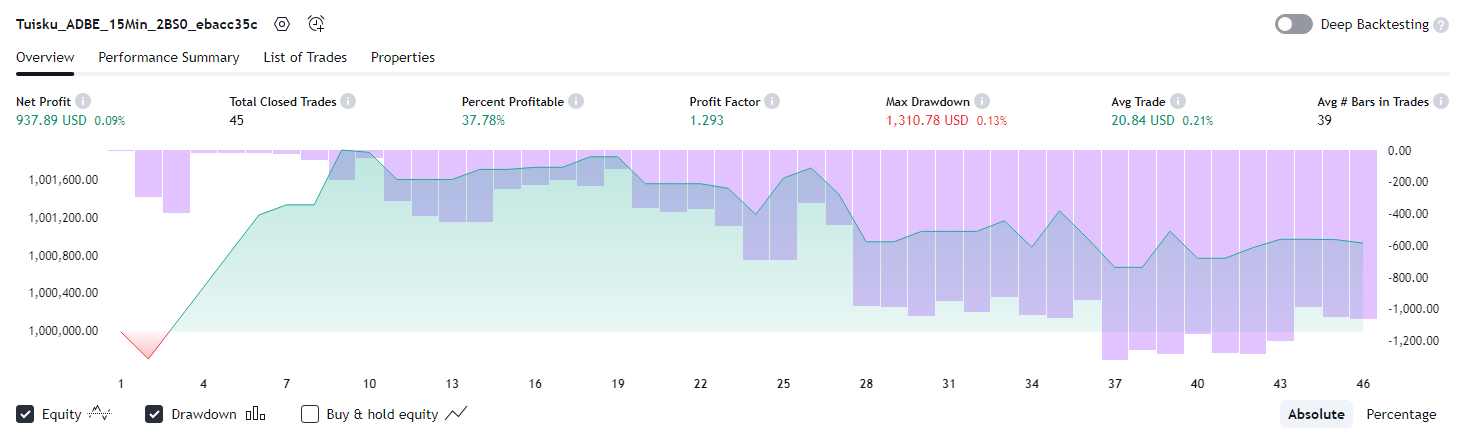 Tuisku_ADBE_15Min_2BS0_ebacc35c Deep Backtesting
Overview Performance Summary List of Trades Properties
Net Profit Total Closed Trades Percent Profitable Profit Factor Max Drawdown Avg Trade Avg # Bars in Trades
937.89 USD 0.09% 45 37.78% 1.293 1,310.78 USD 0.13% 20.84 USD 0.21% 39
0.00
1,001,600.00 -200.00
1,001,200.00 -400.00
1,000,800.00 -600.00
-800.00
1,000,400.00 -1,000.00
1,000,000.00 -1,200.00
1 4 7 10 13 16 19 22 25 28 31 34 37 40 43 46
Equity Drawdown Buy & hold equity Absolute Percentage